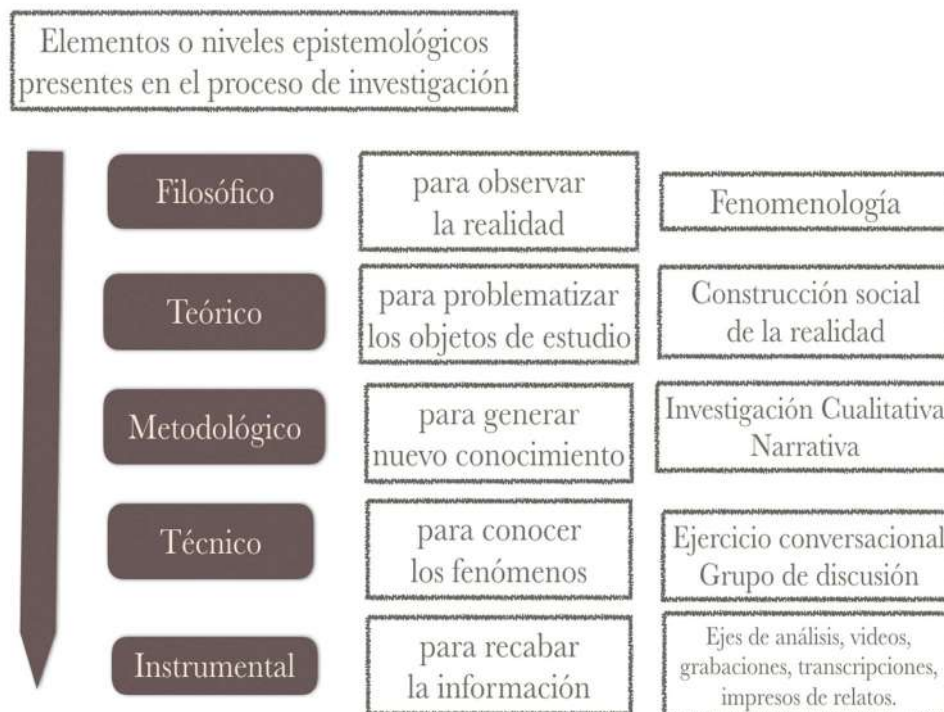 Elementos o niveles epistemológicos
presentes en el proceso de investigación
Filosófico
para observar
la realidad
Fenomenología
Teórico
para problematizar
los objetos de estudio
Construcción social
de la realidad
Metodológico
para generar
nuevo conocimiento
Investigación Cualitativa
Narrativa
Técnico
para conocer
los fenómenos
Ejercicio conversacional
Grupo de discusión
Instrumental
para recabar
la información
Ejes de análisis, videos,
grabaciones, transcripciones,
impresos de relatos.